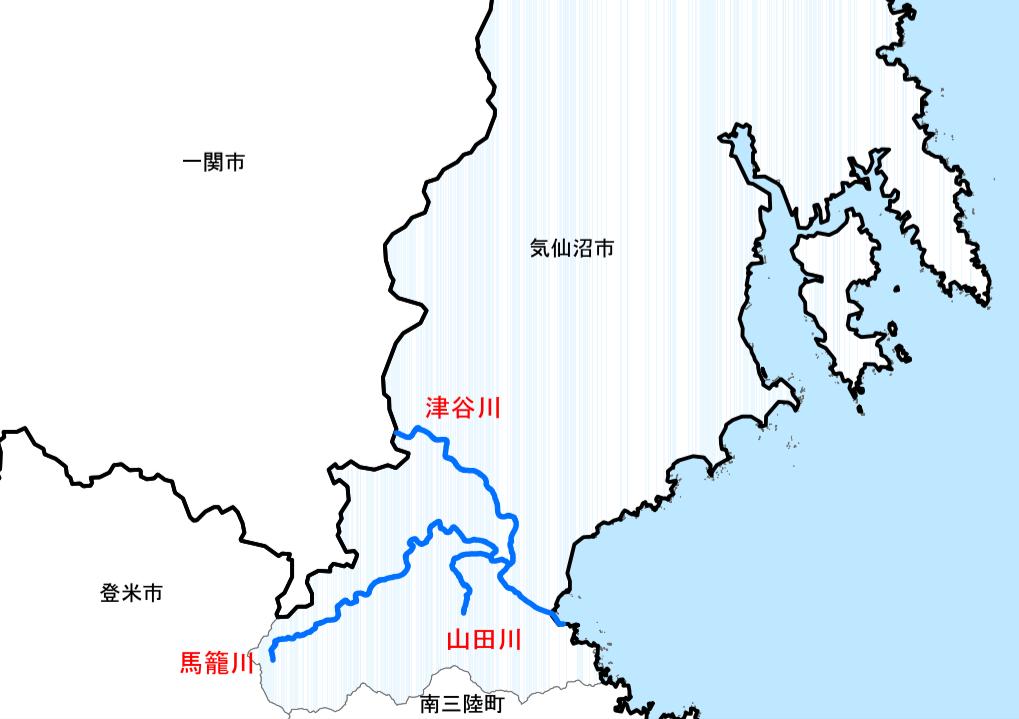 一関市
気仙沼市
津谷川
登米市
山田川
馬籠川
南三陸町